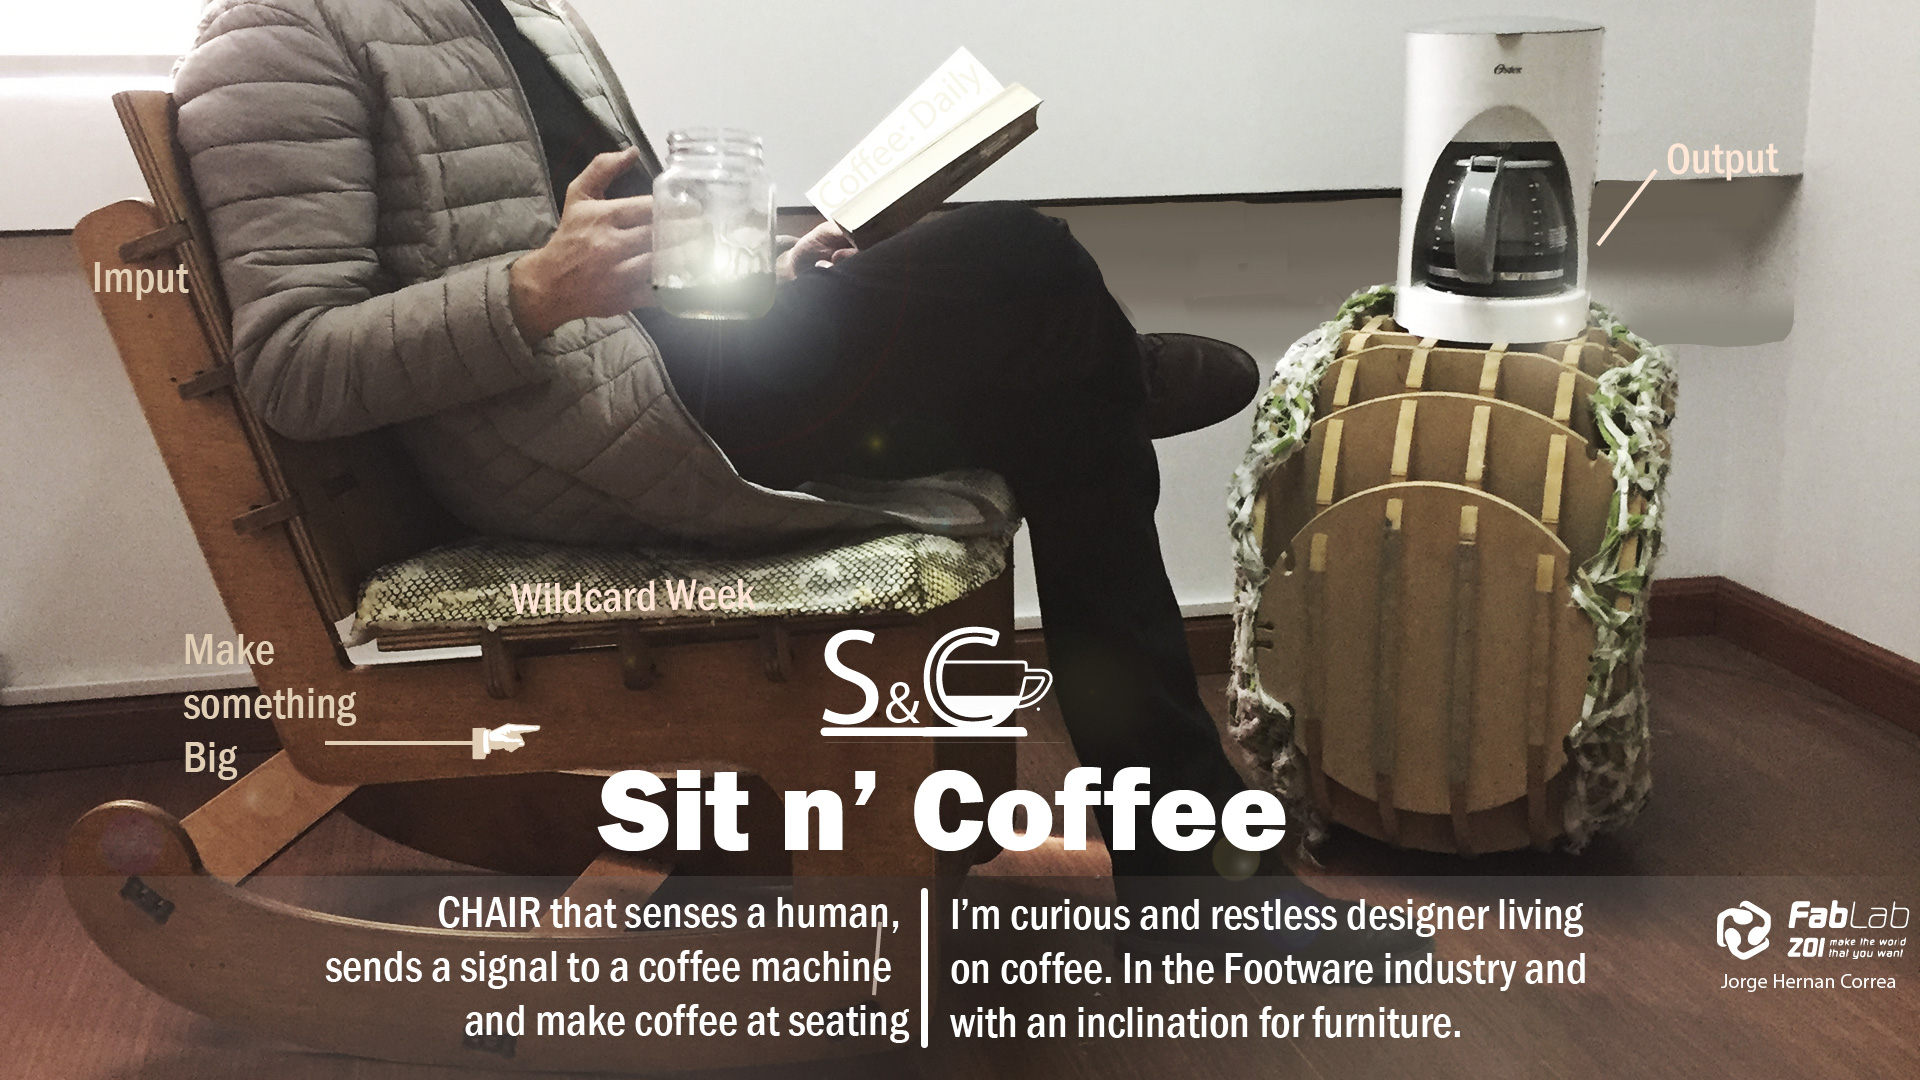 Oster
Coffee: Daily
Output
Imput
Wildcard Week
Make
something
Big
S&C
Sit n’ Coffee
CHAIR that senses a human,
sends a signal to a coffee machine
and make coffee at seating
I’m curious and restless designer living
on coffee. In the Footware industry and
with an inclination for furniture.
FabLab
ZOI make the world
that you want
Jorge Hernan Correa